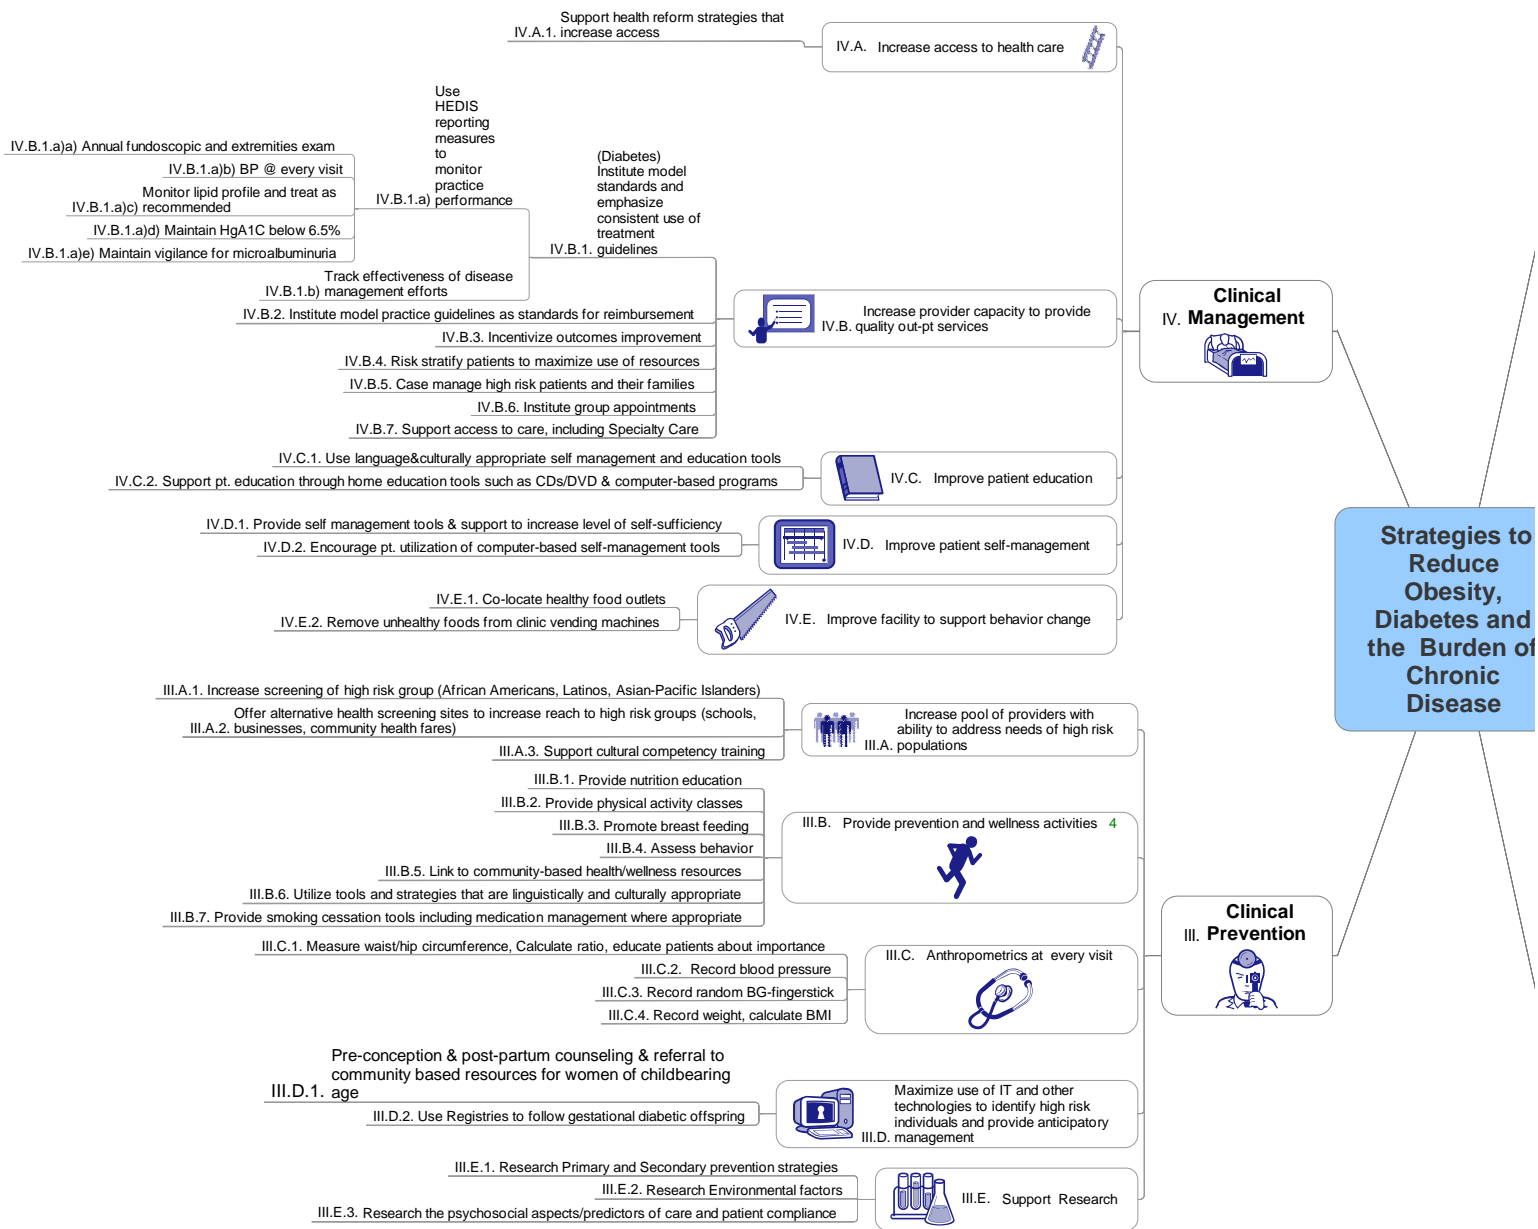 Support health reform strategies that
IV.A.1. increase access
IV.A. Increase access to health care
Use
HEDIS
reporting
measures
to
monitor
practice
IV.B.1.a) performance
IV.B.1.a)a) Annual fundoscopic and extremities exam
IV.B.1.a)b) BP @ every visit
Monitor lipid profile and treat as
IV.B.1.a)c) recommended
IV.B.1.a)d) Maintain HgA1C below 6.5%
IV.B.1.a)e) Maintain vigilance for microalbuminuria
(Diabetes)
Institute model
standards and
emphasize
consistent use of
treatment
IV.B.1. guidelines
Track effectiveness of disease
IV.B.1.b) management efforts
IV.B.2. Institute model practice guidelines as standards for reimbursement
IV.B.3. Incentivize outcomes improvement
IV.B.4. Risk stratify patients to maximize use of resources
IV.B.5. Case manage high risk patients and their families
IV.B.6. Institute group appointments
IV.B.7. Support access to care, including Specialty Care
Increase provider capacity to provide
IV.B. quality out-pt services
Clinical
IV. Management
IV.C.1. Use language&culturally appropriate self management and education tools
IV.C.2. Support pt. education through home education tools such as CDs/DVD & computer-based programs
IV.C. Improve patient education
IV.D.1. Provide self management tools & support to increase level of self-sufficiency
IV.D.2. Encourage pt. utilization of computer-based self-management tools
IV.D. Improve patient self-management
IV.E.1. Co-locate healthy food outlets
IV.E.2. Remove unhealthy foods from clinic vending machines
IV.E. Improve facility to support behavior change
Strategies to
Reduce
Obesity,
Diabetes and
the Burden of
Chronic
Disease
III.A.1. Increase screening of high risk group (African Americans, Latinos, Asian-Pacific Islanders)
Offer alternative health screening sites to increase reach to high risk groups (schools,
III.A.2. businesses, community health fares)
III.A.3. Support cultural competency training
Increase pool of providers with
ability to address needs of high risk
III.A. populations
III.B.1. Provide nutrition education
III.B.2. Provide physical activity classes
III.B.3. Promote breast feeding
III.B.4. Assess behavior
III.B.5. Link to community-based health/wellness resources
III.B.6. Utilize tools and strategies that are linguistically and culturally appropriate
III.B.7. Provide smoking cessation tools including medication management where appropriate
III.B. Provide prevention and wellness activities 4
Clinical
III. Prevention
III.C.1. Measure waist/hip circumference, Calculate ratio, educate patients about importance
III.C.2. Record blood pressure
III.C.3. Record random BG-fingerstick
III.C.4. Record weight, calculate BMI
III.C. Anthropometrics at every visit
Pre-conception & post-partum counseling & referral to
community based resources for women of childbearing
III.D.1. age
III.D.2. Use Registries to follow gestational diabetic offspring
Maximize use of IT and other
technologies to identify high risk
individuals and provide anticipatory
III.D. management
III.E.1. Research Primary and Secondary prevention strategies
III.E.2. Research Environmental factors
III.E.3. Research the psychosocial aspects/predictors of care and patient compliance
III.E. Support Research